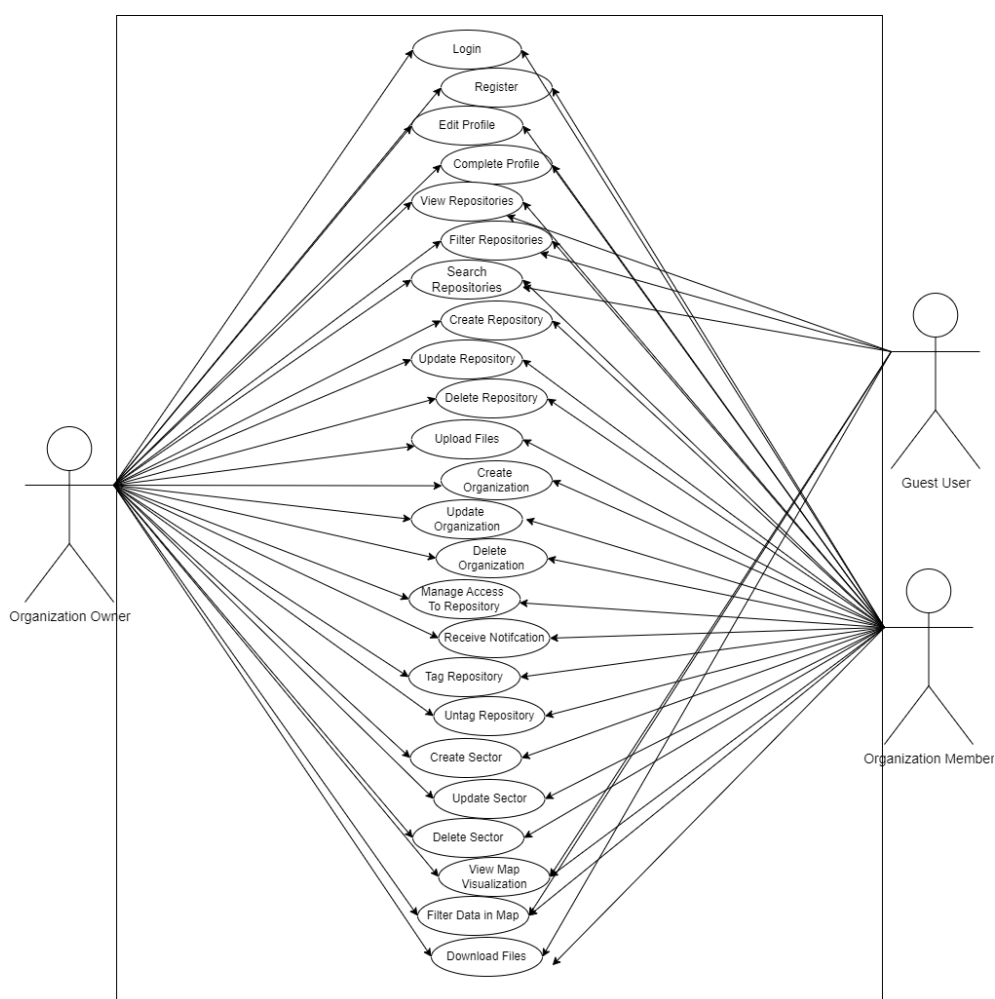 Login
Register
Edit Profile
Complete Profile
View Repositories
Filter Repositories
Search
Repositories
Create Repository
Update Repository
Delete Repository
Upload Files
Create
Organization
Update
Organization
Delete
Organization
Manage Access
To Repository
Receive Notifcation
Tag Repository
Untag Repository
Create Sector
Update Sector
Delete Sector
View Map
Visualization
Filter Data in Map
Download Files
Organization Owner
Guest User
Organization Member